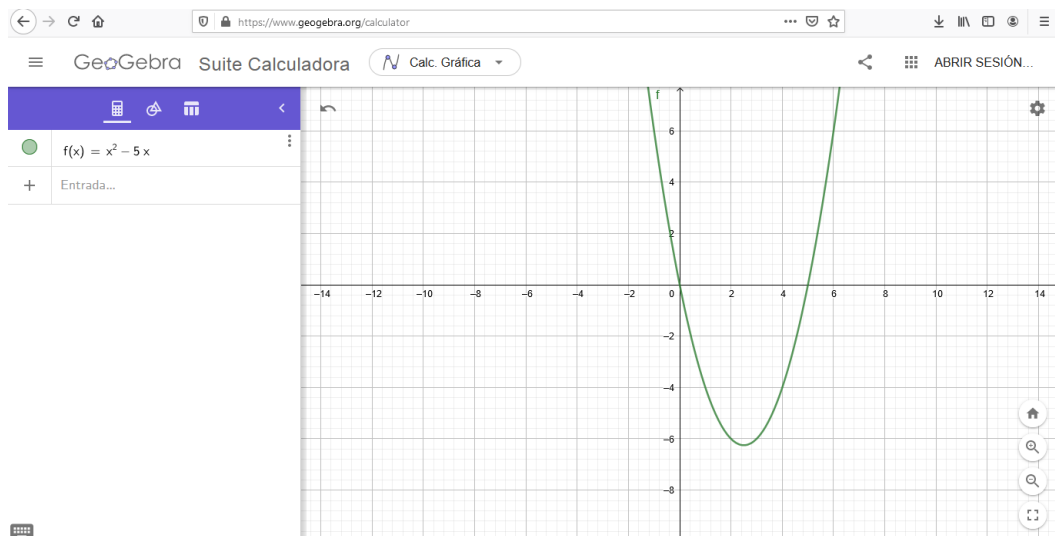 https://www.geogebra.org/calculator
GeoGebra Suite Calculadora Calc. Gráfica ABRIR SESIÓN...
f(x) = x² − 5 x
Entrada...
f
6
4
2
−14 −12 −10 −8 −6 −4 −2 0 2 4 6 8 10 12 14
−2
−4
−6
−8